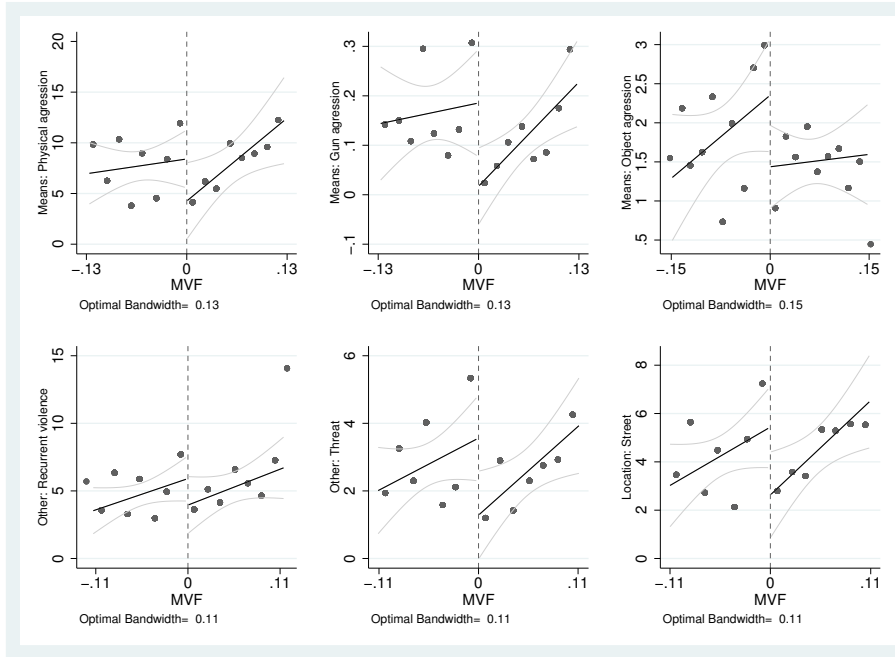 Means: Physical agression
20
15
10
5
0
−.13
0
.13
MVF
Optimal Bandwidth= 0.13
Means: Gun agression
.3
.2
.1
0
−.1
−.13
0
.13
MVF
Optimal Bandwidth= 0.13
Means: Object agression
3
2.5
2
1.5
1
.5
−.15
0
.15
MVF
Optimal Bandwidth= 0.15
Other: Recurrent violence
15
10
5
0
−.11
0
.11
MVF
Optimal Bandwidth= 0.11
Other: Threat
6
4
2
0
−.11
0
.11
MVF
Optimal Bandwidth= 0.11
Location: Street
8
6
4
2
0
−.11
0
.11
MVF
Optimal Bandwidth= 0.11